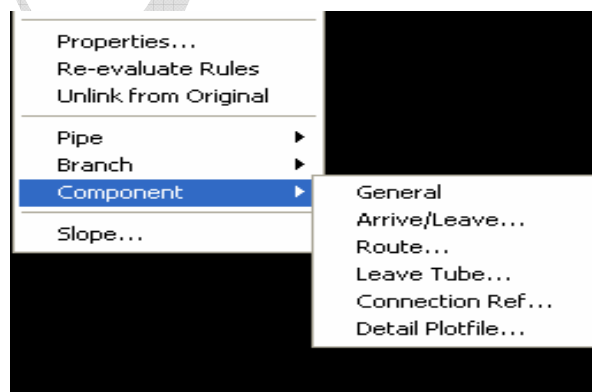 Properties...
Re-evaluate Rules
Unlink from Original
Pipe
Branch
Component
Slope...
General
Arrive/Leave...
Route...
Leave Tube...
Connection Ref...
Detail Plotfile...